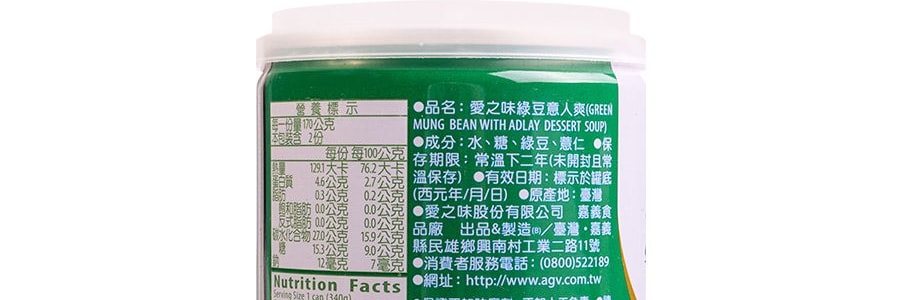 營養標示
每一份量170公克
本包裝含 2份
每份 每100公克
熱量 129.1大卡 76.2大卡
蛋白質 4.6公克 2.7公克
脂肪 0.3公克 0.2公克
飽和脂肪 0.0公克 0.0公克
反式脂肪 0.0公克 0.0公克
碳水化合物 27.0公克 15.9公克
糖 15.3公克 9.0公克
鈉 12毫克 7毫克
Nutrition Facts
Serving Size 1 can (340g)
●品名：愛之味綠豆意人爽(GREEN
MUNG BEAN WITH ADLAY DESSERT SOUP)
●成分：水、糖、綠豆、薏仁 ●保
存期限：常溫下二年(未開封且常
溫保存) ●有效日期：標示於罐底
(西元年/月/日) ●原產地：臺灣
●愛之味股份有限公司 嘉義食
品廠 出品&製造(B)／臺灣・嘉義
縣民雄鄉興南村工業二路11號
●消費者服務電話：(0800)522189
●網址：http://www.agv.com.tw